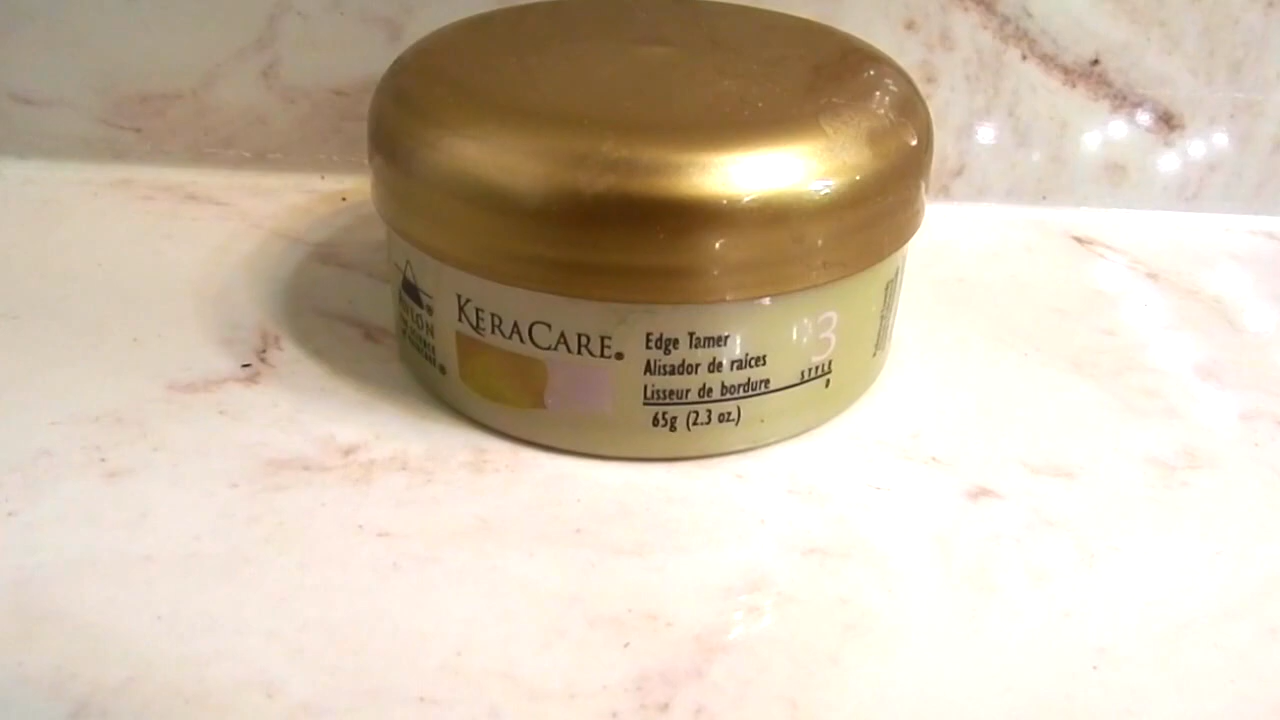 KERACARE®
Edge Tamer
Alisador de raíces
Lisseur de bordure
65g (2.3 oz.)
3
STYLE